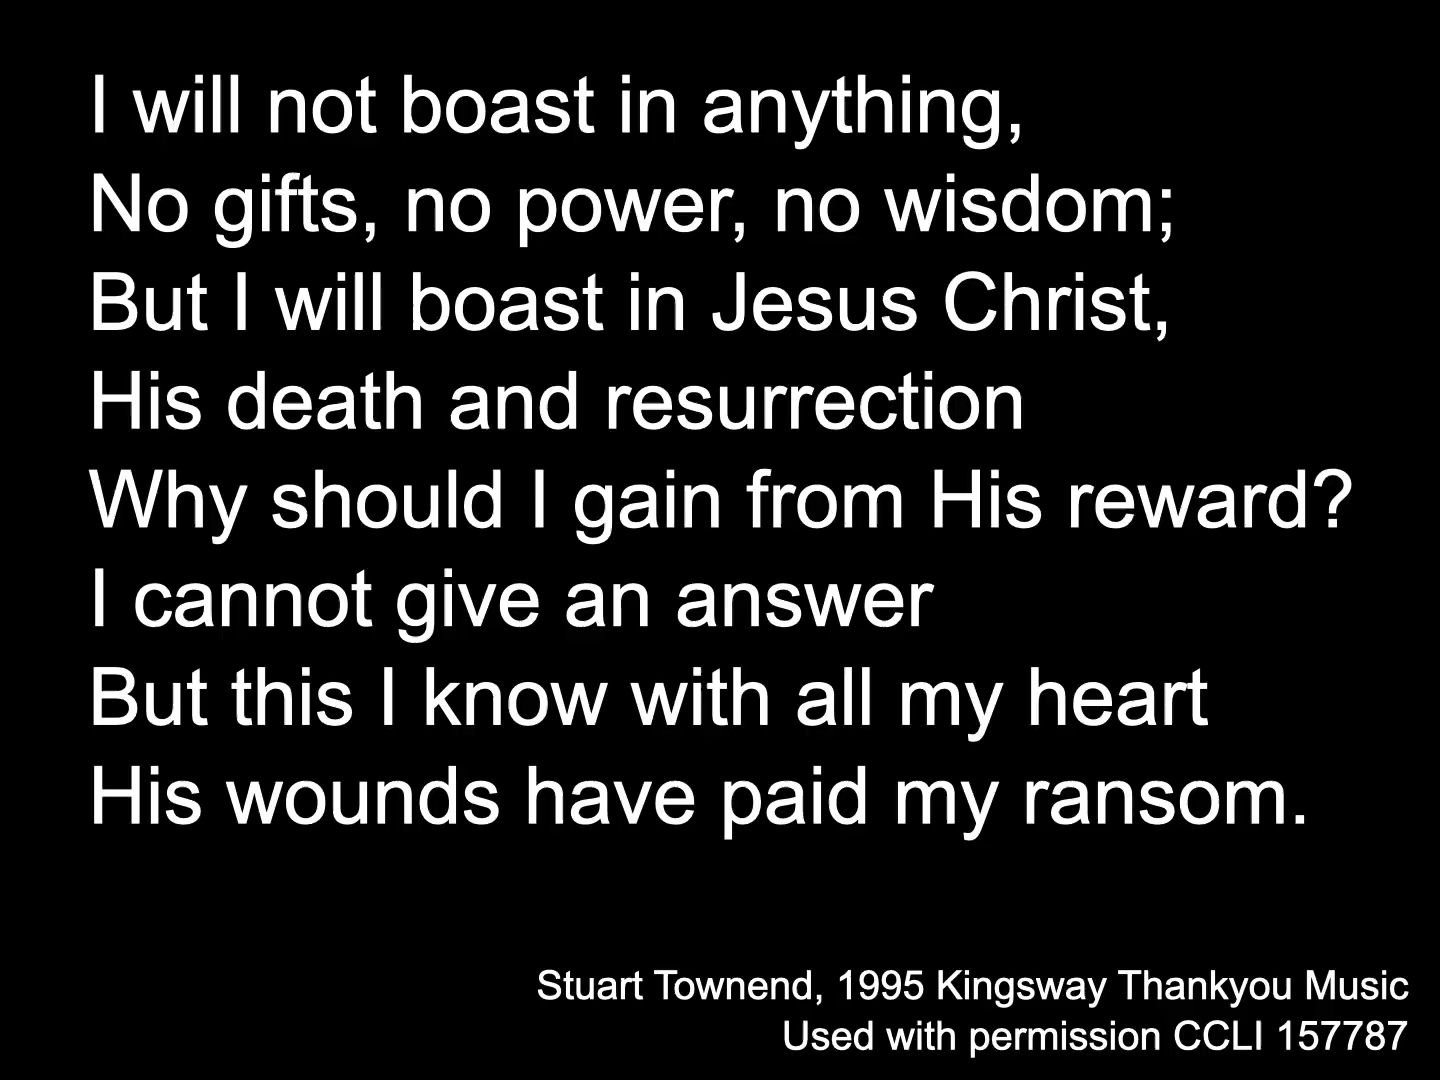 I will not boast in anything,
No gifts, no power, no wisdom;
But I will boast in Jesus Christ,
His death and resurrection
Why should I gain from His reward?
I cannot give an answer
But this I know with all my heart
His wounds have paid my ransom.
Stuart Townend, 1995 Kingsway Thankyou Music
Used with permission CCLI 157787